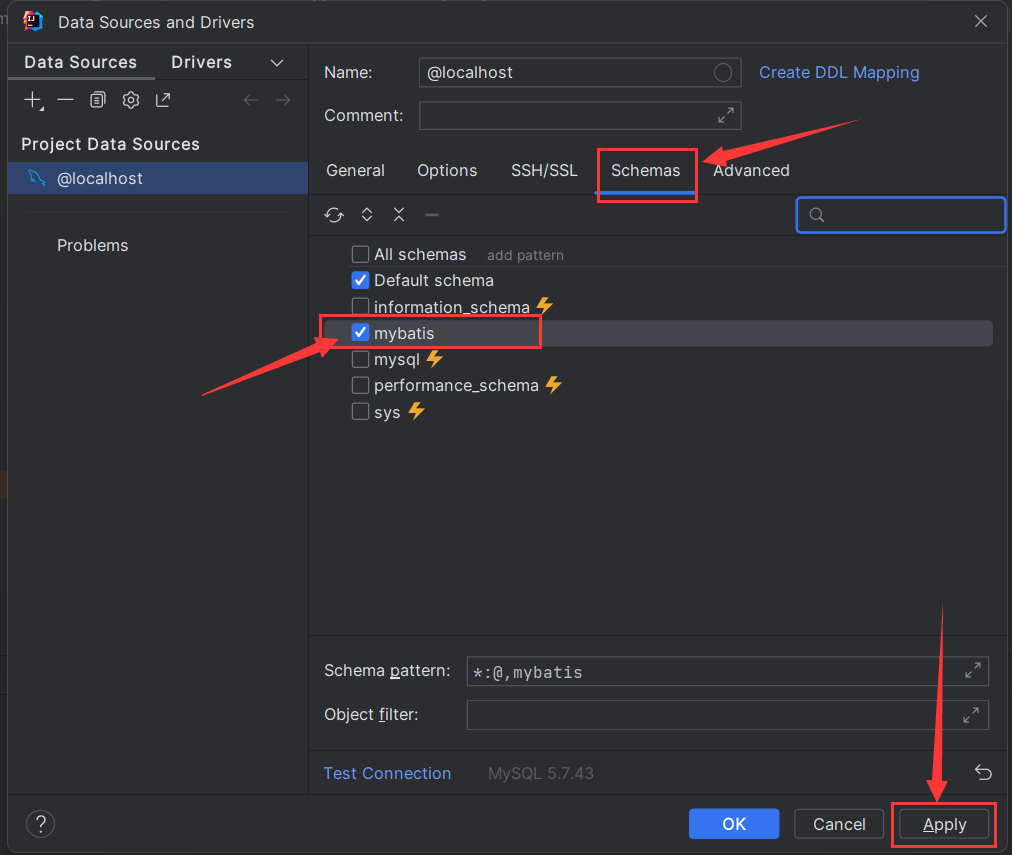 Data Sources and Drivers
Data Sources Drivers
Name: @localhost Create DDL Mapping
Comment:
Project Data Sources
@localhost
Problems
General Options SSH/SSL Schemas Advanced
All schemas add pattern
Default schema
information_schema
mybatis
mysql
performance_schema
sys
Schema pattern: *:@,mybatis
Object filter:
Test Connection MySQL 5.7.43
? OK Cancel Apply